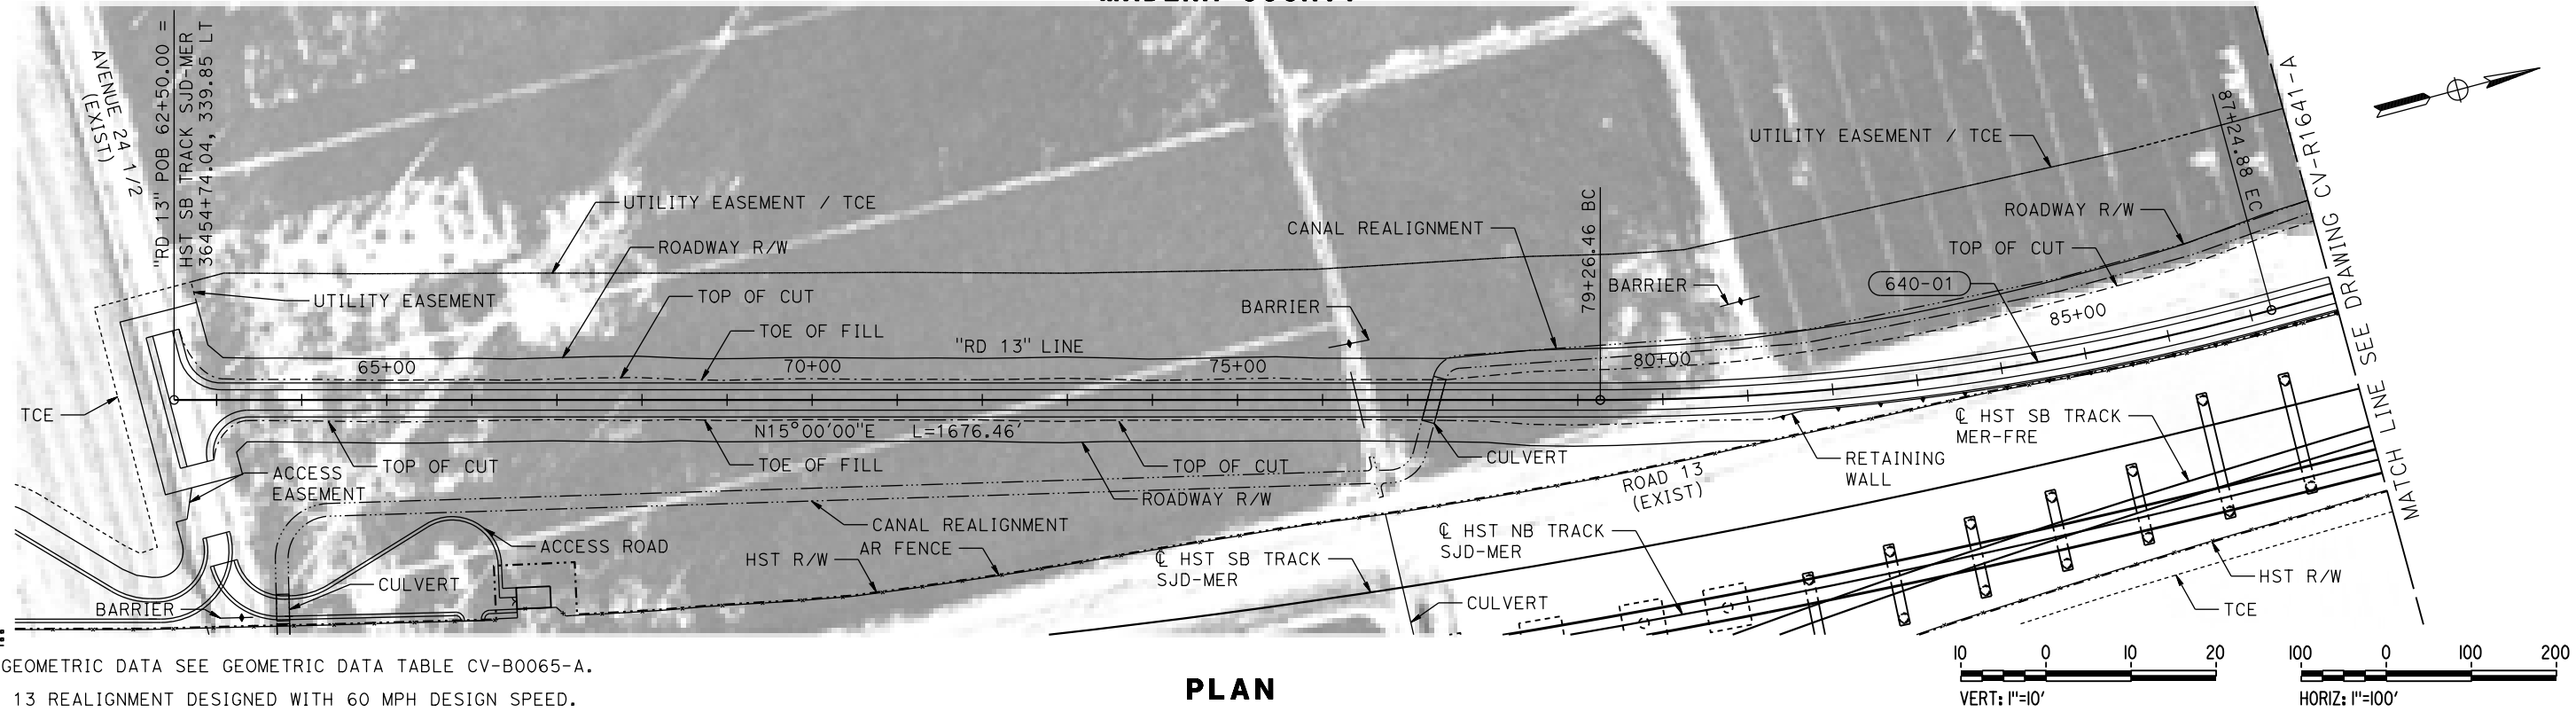 AVENUE 24 1/2
(EXIST)
"RD 13" POB 62+50.00 =
HST SB TRACK SJD-MER
36454+74.04, 339.85 LT
UTILITY EASEMENT / TCE
ROADWAY R/W
UTILITY EASEMENT
TOP OF CUT
TOE OF FILL
"RD 13" LINE
65+00
70+00
75+00
80+00
85+00
TCE
N15°00'00"E L=1676.46'
TOP OF CUT
TOE OF FILL
TOP OF CUT
ROADWAY R/W
ACCESS
EASEMENT
CANAL REALIGNMENT
ACCESS ROAD
AR FENCE
HST R/W
CULVERT
BARRIER
UTILITY EASEMENT / TCE
CANAL REALIGNMENT
BARRIER
79+26.46 BC
BARRIER
ROADWAY R/W
TOP OF CUT
640-01
87+24.88 EC
MATCH LINE SEE DRAWING CV-R1641-A
CULVERT
RETAINING
WALL
ROAD 13
(EXIST)
℄ HST SB TRACK
MER-FRE
℄ HST NB TRACK
SJD-MER
℄ HST SB TRACK
SJD-MER
CULVERT
HST R/W
TCE
GEOMETRIC DATA SEE GEOMETRIC DATA TABLE CV-B0065-A.
13 REALIGNMENT DESIGNED WITH 60 MPH DESIGN SPEED.
PLAN
10 0 10 20
VERT: 1"=10'
100 0 100 200
HORIZ: 1"=100'